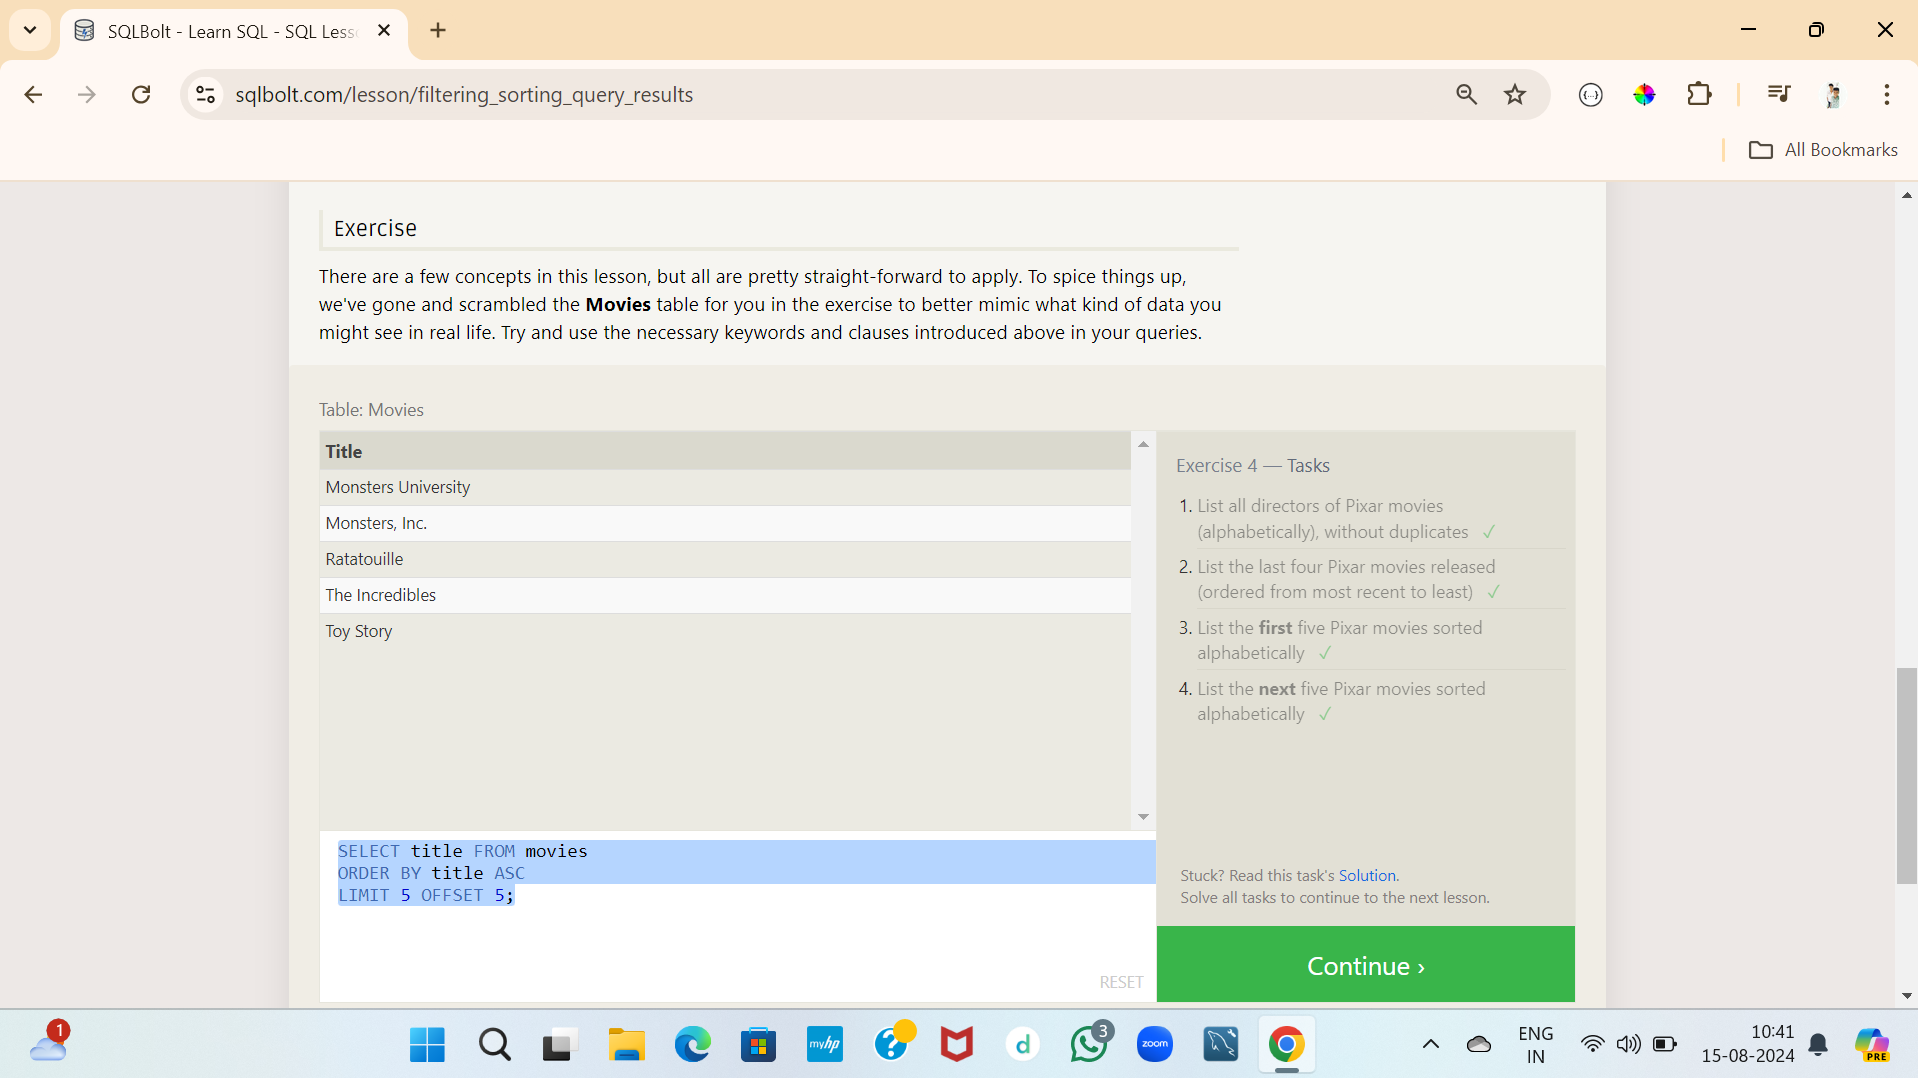 SQLBolt - Learn SQL - SQL Less
sqlbolt.com/lesson/filtering_sorting_query_results
All Bookmarks
Exercise
There are a few concepts in this lesson, but all are pretty straight-forward to apply. To spice things up,
we've gone and scrambled the Movies table for you in the exercise to better mimic what kind of data you
might see in real life. Try and use the necessary keywords and clauses introduced above in your queries.
Table: Movies
Title
Monsters University
Monsters, Inc.
Ratatouille
The Incredibles
Toy Story
SELECT title FROM movies
ORDER BY title ASC
LIMIT 5 OFFSET 5;
RESET
Exercise 4 — Tasks
1. List all directors of Pixar movies
(alphabetically), without duplicates ✓
2. List the last four Pixar movies released
(ordered from most recent to least) ✓
3. List the first five Pixar movies sorted
alphabetically ✓
4. List the next five Pixar movies sorted
alphabetically ✓
Stuck? Read this task's Solution.
Solve all tasks to continue to the next lesson.
Continue ›
1
myhp
?
d
3
zoom
ENG
IN
10:41
15-08-2024
PRE